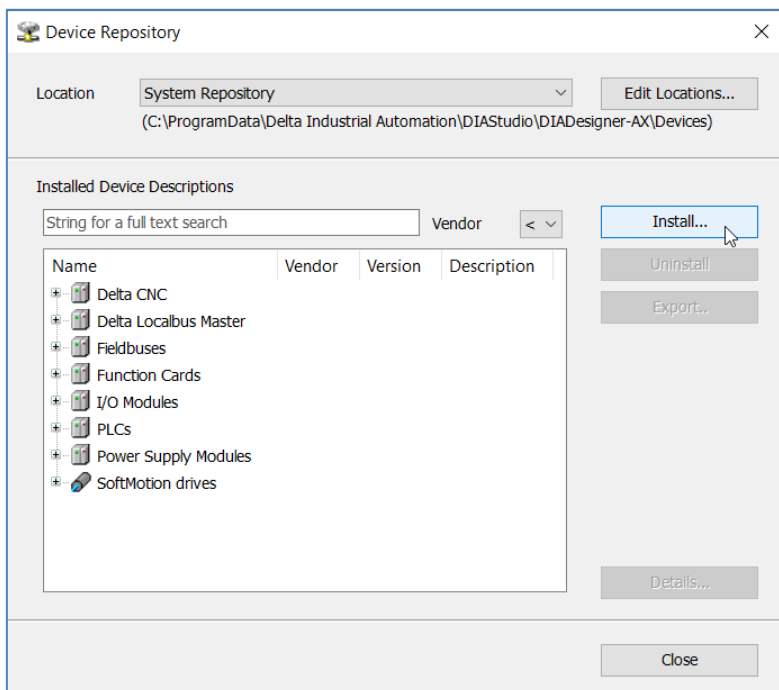 Device Repository
Location System Repository Edit Locations...
(C:\ProgramData\Delta Industrial Automation\DIAStudio\DIADesigner-AX\Devices)
Installed Device Descriptions
String for a full text search Vendor < Install...
Name Vendor Version Description Uninstall
Delta CNC
Delta Localbus Master Export..
Fieldbuses
Function Cards
I/O Modules
PLCs
Power Supply Modules
SoftMotion drives
Details...
Close